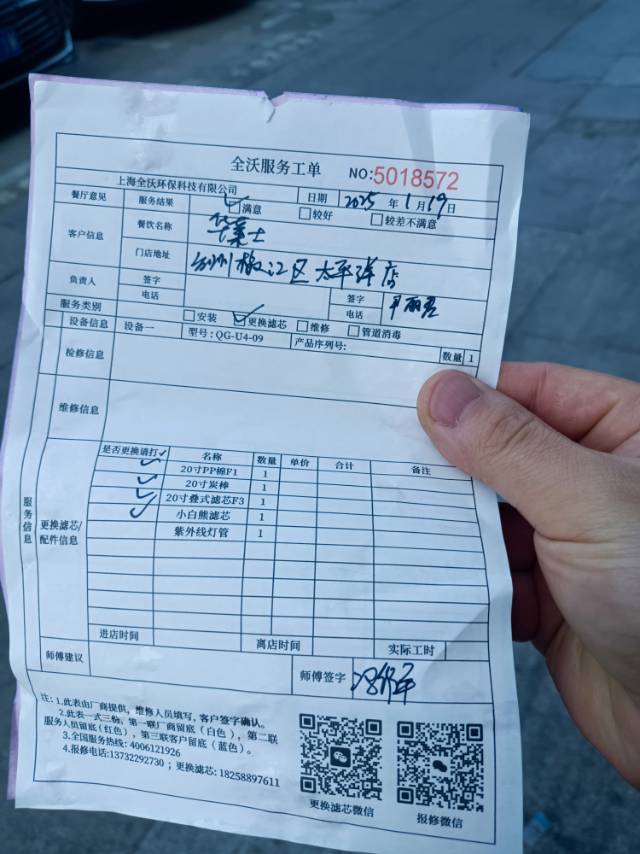 全沃服务工单
NO:5018572
上海全沃环保科技有限公司 日期 2025 年 1 月 19 日
餐厅意见 服务结果 ✓满意 □较好 □较差不满意
客户信息 餐饮名称 华莱士
门店地址 台州椒江区太平洋店
负责人 签字 电话 签字 电话
服务类别 □安装 ✓更换滤芯 □维修 □管道消毒
设备信息 设备一 型号:QG-U4-09 产品序列号: 数量 1
检修信息
维修信息
服务信息
更换滤芯/配件信息
是否更换请打✓ 名称 数量 单价 合计 备注
✓ 20寸PP棉F1 1
✓ 20寸炭棒 1
✓ 20寸叠式滤芯F3 1
✓ 小白熊滤芯 1
紫外线灯管 1
进店时间 离店时间 实际工时
师傅建议 师傅签字
注: 1.此表由厂商提供，维修人员填写，客户签字确认。
2.此表一式三份，第一联厂商留底（白色），第二联
服务人员留底(红色)，第三联客户留底（蓝色）。
3.全国服务热线: 4006121926
4.报修电话:13732292730；更换滤芯: 18258897611
更换滤芯微信
报修微信